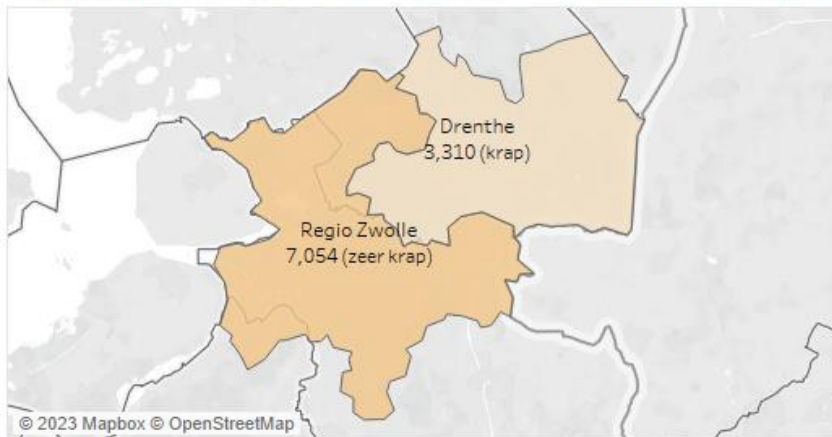 Drenthe
3,310 (krap)
Regio Zwolle
7,054 (zeer krap)
© 2023 Mapbox © OpenStreetMap